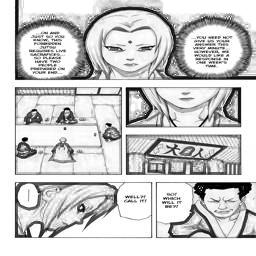 YOU NEED NOT
GIVE US YOUR
ANSWER THIS
VERY MINUTE.
HOWEVER, WE
WOULD LIKE A
RESPONSE IN
ONE WEEK'S
TIME.
OH! AND
JUST SO YOU
KNOW, THIS
FORBIDDEN
JUTSU
REQUIRES LIVE
SACRIFICES...
SO PLEASE
HAVE TWO
PEOPLE
PREPARED ON
YOUR END...
SO?
WHICH
WILL IT
BE?!
WELL?!
CALL IT!